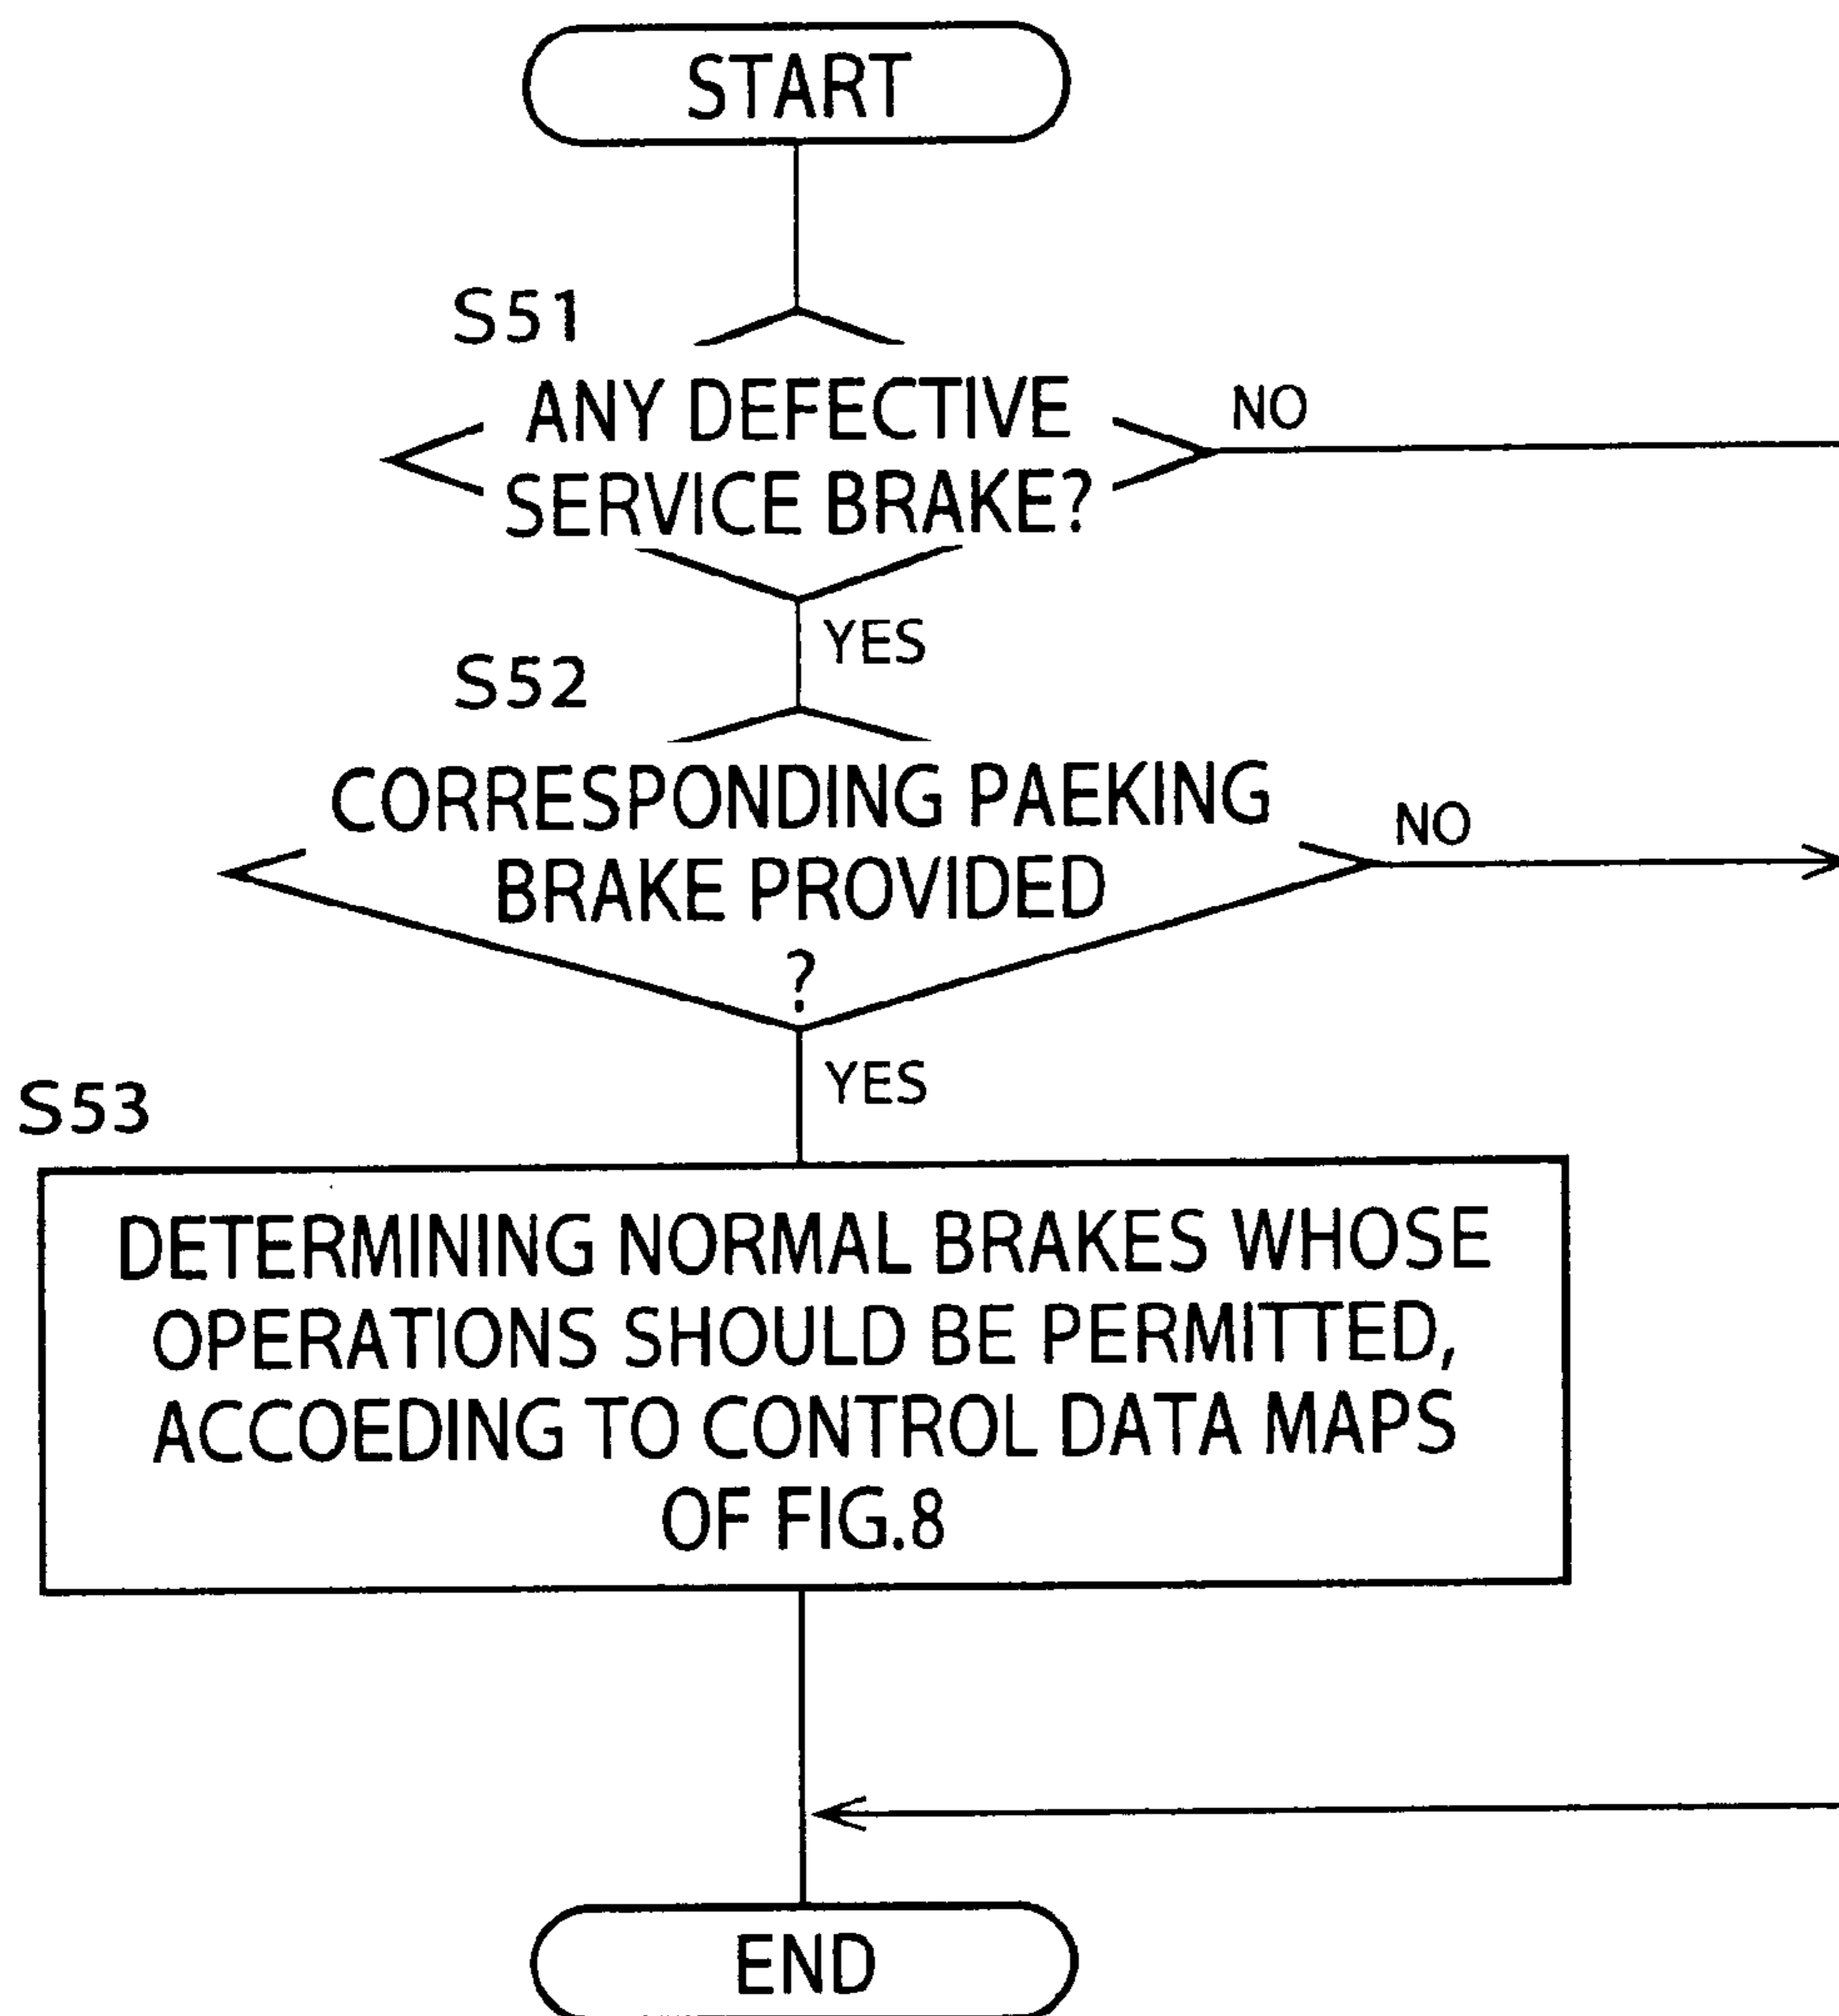 START
S51
ANY DEFECTIVE
SERVICE BRAKE?
NO
YES
S52
CORRESPONDING PAEKING
BRAKE PROVIDED
?
NO
YES
S53
DETERMINING NORMAL BRAKES WHOSE
OPERATIONS SHOULD BE PERMITTED,
ACCOEDING TO CONTROL DATA MAPS
OF FIG.8
END